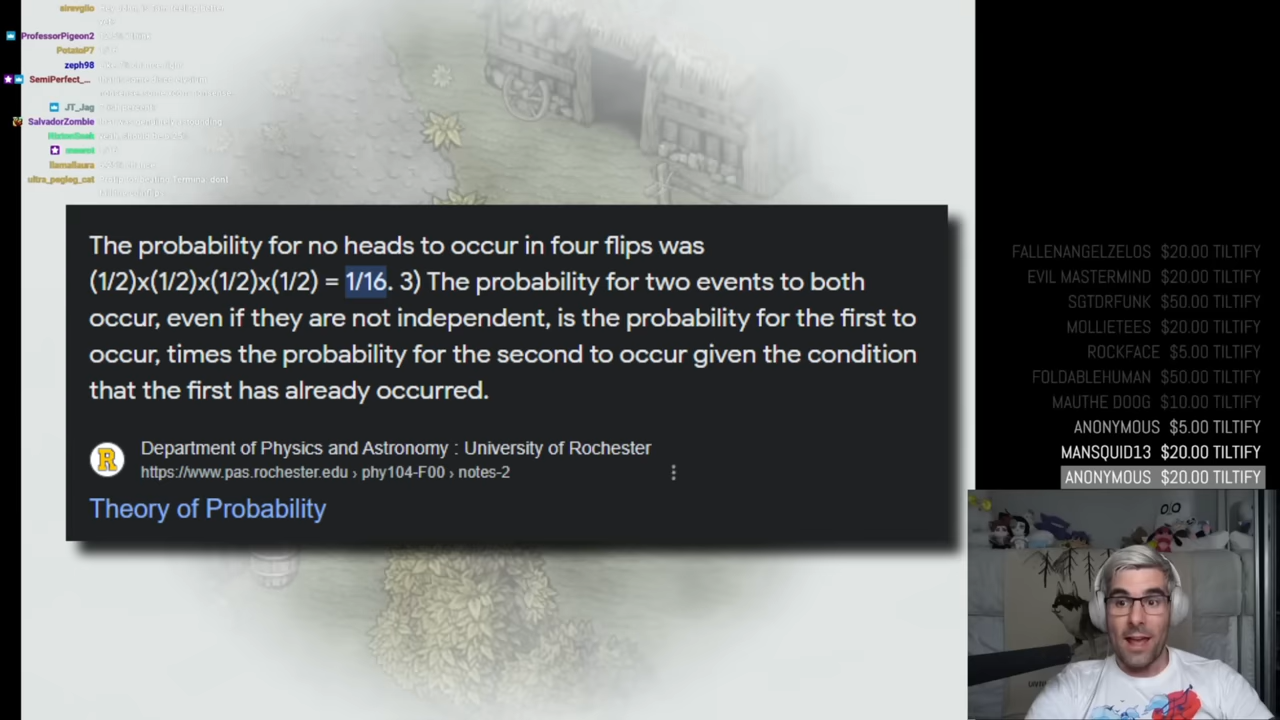 sirevglio
ProfessorPigeon2
PotatoP7
zeph98
SemiPerfect_...
JT_Jag
SalvadorZombie
llamallaura
ultra_pegleg_cat
The probability for no heads to occur in four flips was
(1/2)x(1/2)x(1/2)x(1/2) = 1/16. 3) The probability for two events to both
occur, even if they are not independent, is the probability for the first to
occur, times the probability for the second to occur given the condition
that the first has already occurred.
R
Department of Physics and Astronomy : University of Rochester
https://www.pas.rochester.edu › phy104-F00 › notes-2
Theory of Probability
FALLENANGELZELOS $20.00 TILTIFY
EVIL MASTERMIND $20.00 TILTIFY
SGTDRFUNK $50.00 TILTIFY
MOLLIETEES $20.00 TILTIFY
ROCKFACE $5.00 TILTIFY
FOLDABLEHUMAN $50.00 TILTIFY
MAUTHE DOOG $10.00 TILTIFY
ANONYMOUS $5.00 TILTIFY
MANSQUID13 $20.00 TILTIFY
ANONYMOUS $20.00 TILTIFY